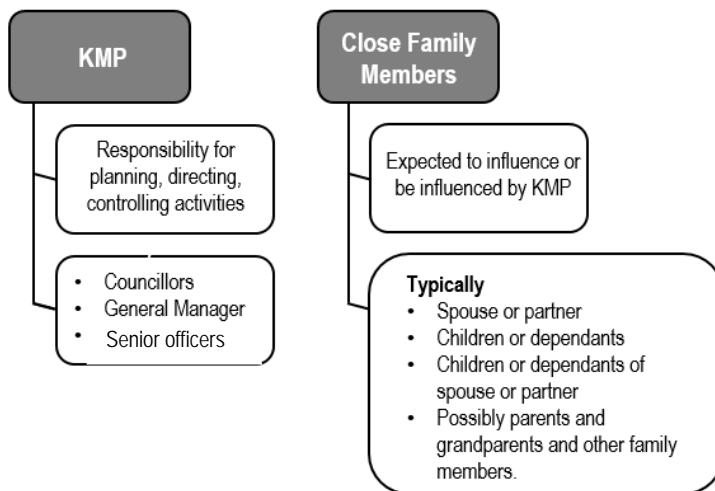 KMP
Responsibility for
planning, directing,
controlling activities
• Councillors
• General Manager
• Senior officers
Close Family
Members
Expected to influence or
be influenced by KMP
Typically
• Spouse or partner
• Children or dependants
• Children or dependants of
spouse or partner
• Possibly parents and
grandparents and other family
members.